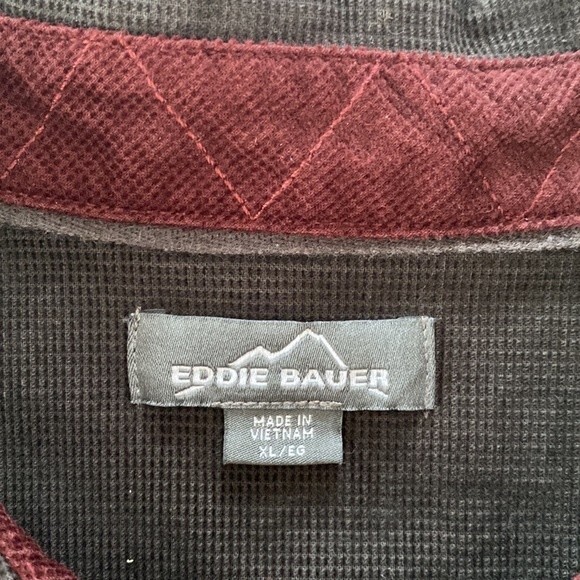 EDDIE BAUER
MADE IN
VIETNAM
XL/EG